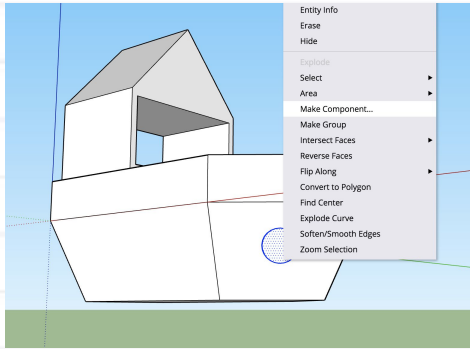 Entity Info
Erase
Hide
Explode
Select
Area
Make Component...
Make Group
Intersect Faces
Reverse Faces
Flip Along
Convert to Polygon
Find Center
Explode Curve
Soften/Smooth Edges
Zoom Selection